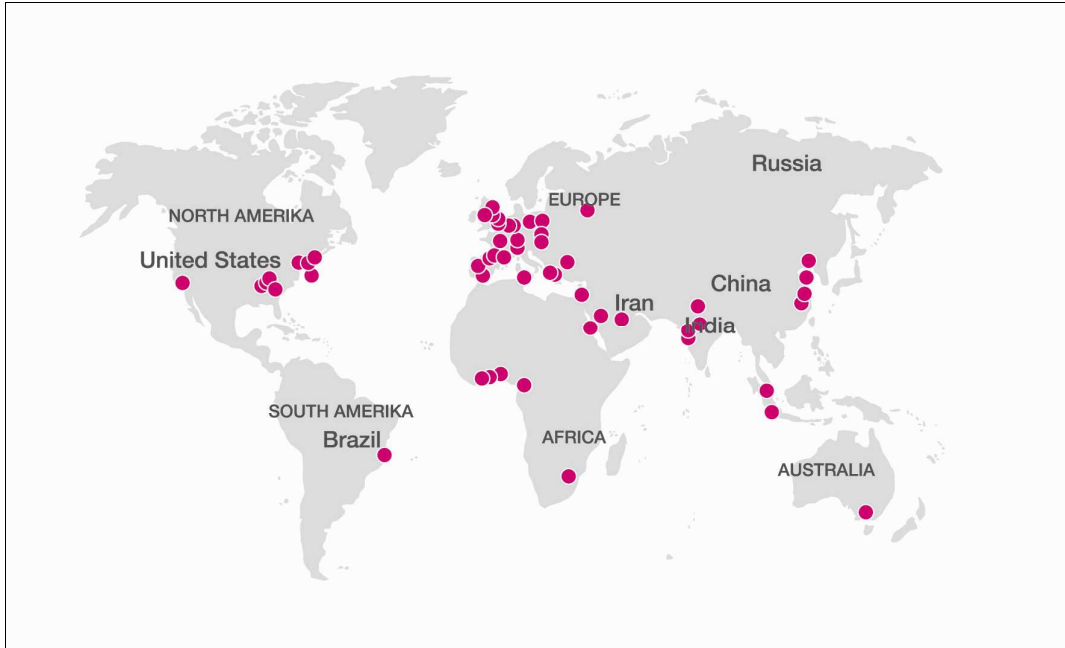 Russia
EUROPE
NORTH AMERIKA
United States
China
Iran
India
SOUTH AMERIKA
Brazil
AFRICA
AUSTRALIA